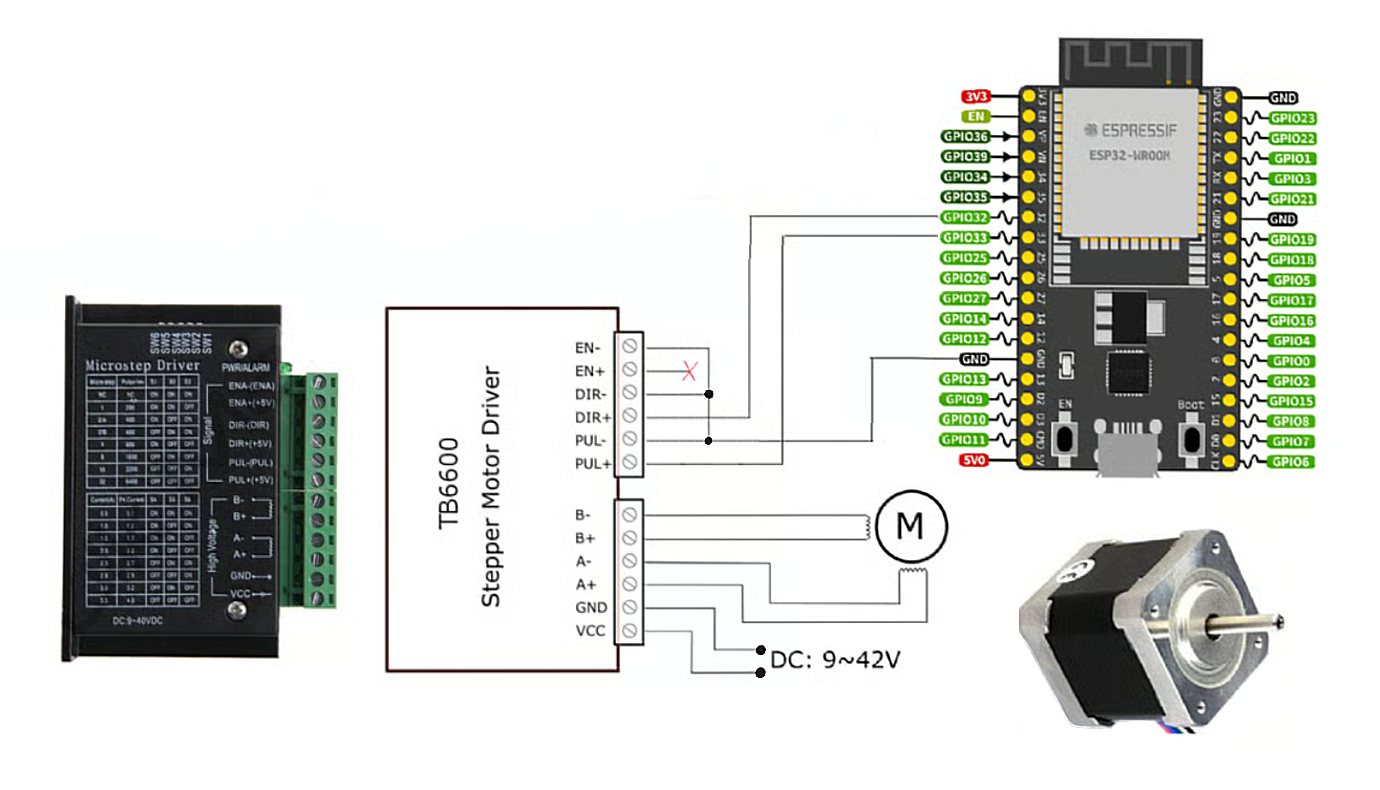 SW6
SW5
SW4
SW3
SW2
SW1
Microstep Driver
PWR/ALARM
ENA-(ENA)
ENA+(+5V)
DIR-(DIR)
DIR+(+5V)
PUL-(PUL)
PUL+(+5V)
Signal
B-
B+
A-
A+
GND
VCC
High Voltage
DC:9~40VDC
TB6600
Stepper Motor Driver
EN-
EN+
DIR-
DIR+
PUL-
PUL+
B-
B+
A-
A+
GND
VCC
M
DC: 9~42V
3V3
EN
GPIO36
GPIO39
GPIO34
GPIO35
GPIO32
GPIO33
GPIO25
GPIO26
GPIO27
GPIO14
GPIO12
GND
GPIO13
GPIO9
GPIO10
GPIO11
5V0
ESPRESSIF
ESP32-WROOM
EN
Boot
GND
GPIO23
GPIO22
GPIO1
GPIO3
GPIO21
GND
GPIO19
GPIO18
GPIO5
GPIO17
GPIO16
GPIO4
GPIO0
GPIO2
GPIO15
GPIO8
GPIO7
GPIO6
CE